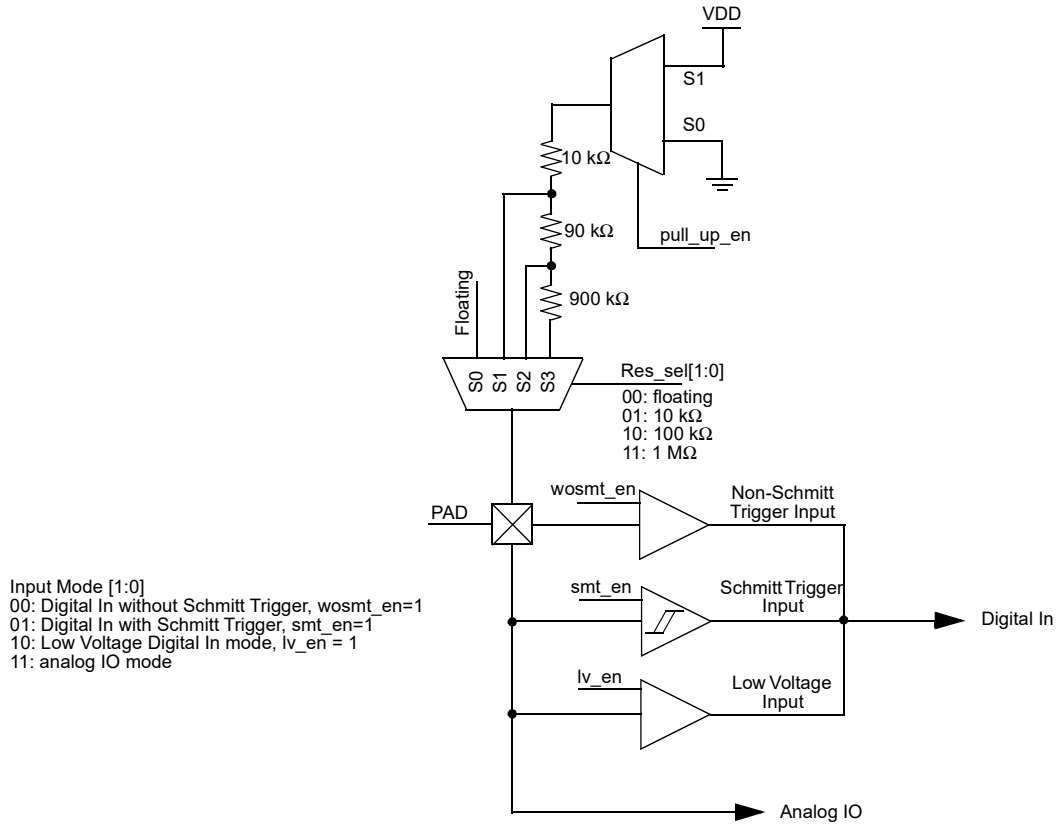 VDD
S1
S0
10 kΩ
90 kΩ
pull_up_en
900 kΩ
Floating
S0
S1
S2
S3
Res_sel[1:0]
00: floating
01: 10 kΩ
10: 100 kΩ
11: 1 MΩ
wosmt_en
Non-Schmitt
Trigger Input
PAD
Input Mode [1:0]
00: Digital In without Schmitt Trigger, wosmt_en=1
01: Digital In with Schmitt Trigger, smt_en=1
10: Low Voltage Digital In mode, lv_en = 1
11: analog IO mode
smt_en
Schmitt Trigger
Input
Digital In
lv_en
Low Voltage
Input
Analog IO